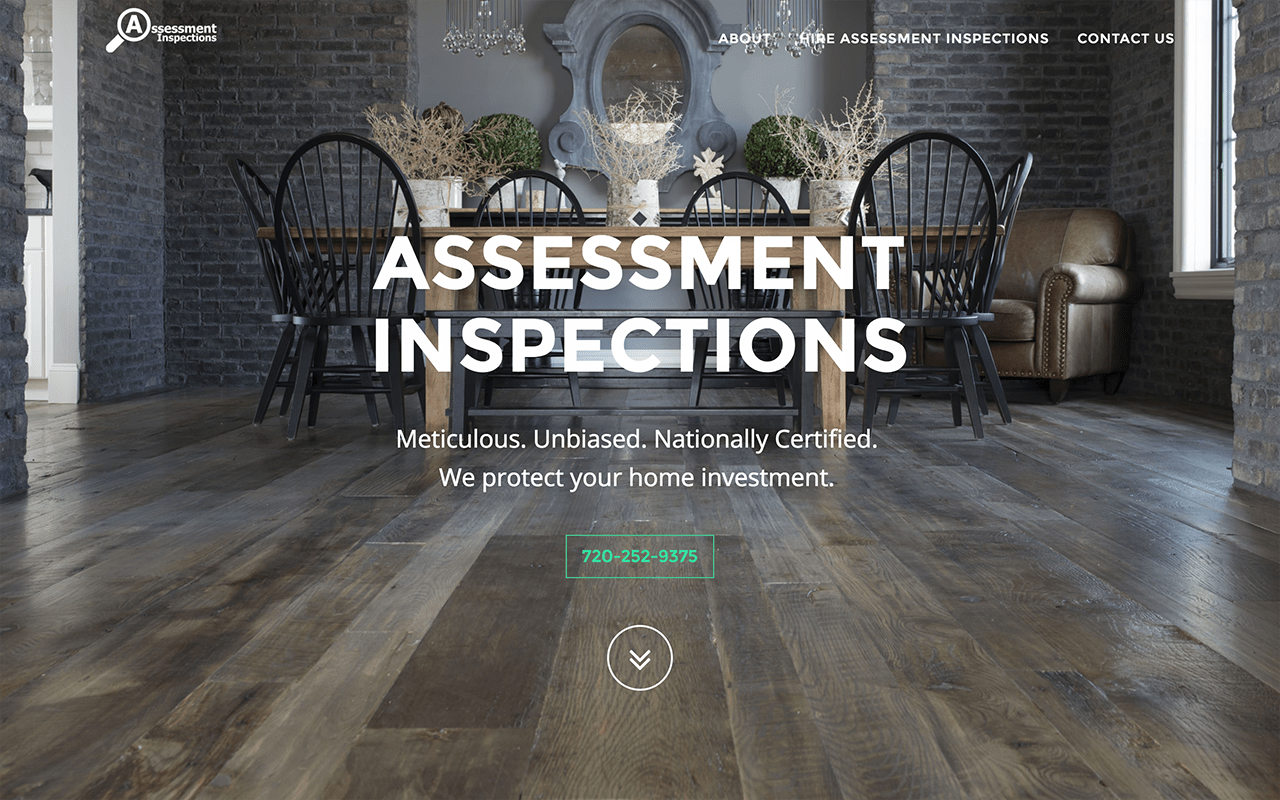 Assessment
Inspections
ABOUT HIRE ASSESSMENT INSPECTIONS CONTACT US
ASSESSMENT
INSPECTIONS
Meticulous. Unbiased. Nationally Certified.
We protect your home investment.
720-252-9375